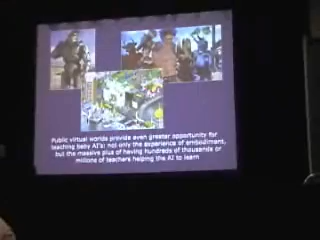 Public virtual worlds provide even greater opportunity for
teaching baby AI's: not only the experience of embodiment,
but the massive plus of having hundreds of thousands or
millions of teachers helping the AI to learn